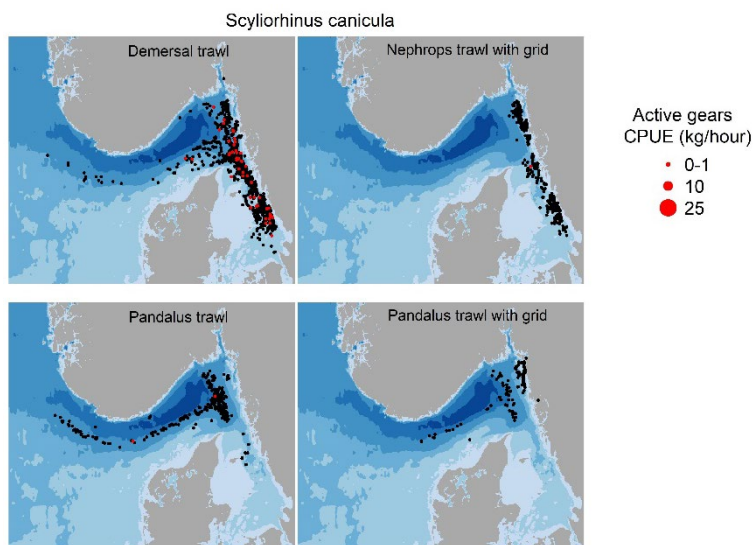 Scyliorhinus canicula
Demersal trawl
Nephrops trawl with grid
Active gears
CPUE (kg/hour)
0-1
10
25
Pandalus trawl
Pandalus trawl with grid